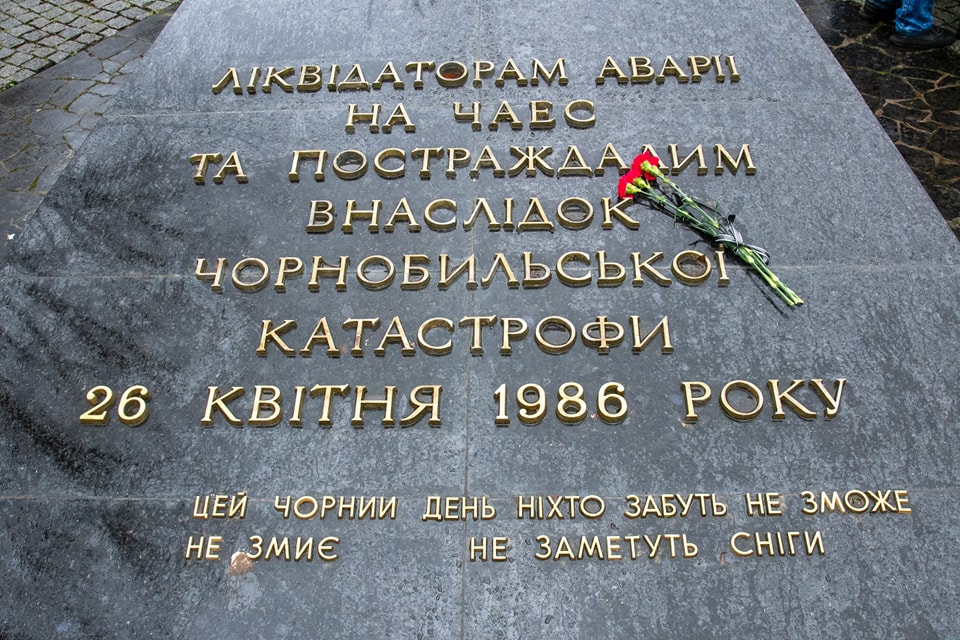 ЛІКВІДАТОРАМ АВАРІЇ
НА ЧАЕС
ТА ПОСТРАЖДАЛИМ
ВНАСЛІДОК
ЧОРНОБИЛЬСЬКОЇ
КАТАСТРОФИ
26 КВІТНЯ 1986 РОКУ
ЦЕЙ ЧОРНИИ ДЕНЬ НІХТО ЗАБУТЬ НЕ ЗМОЖЕ
НЕ ЗМИЄ НЕ ЗАМЕТУТЬ СНІГИ